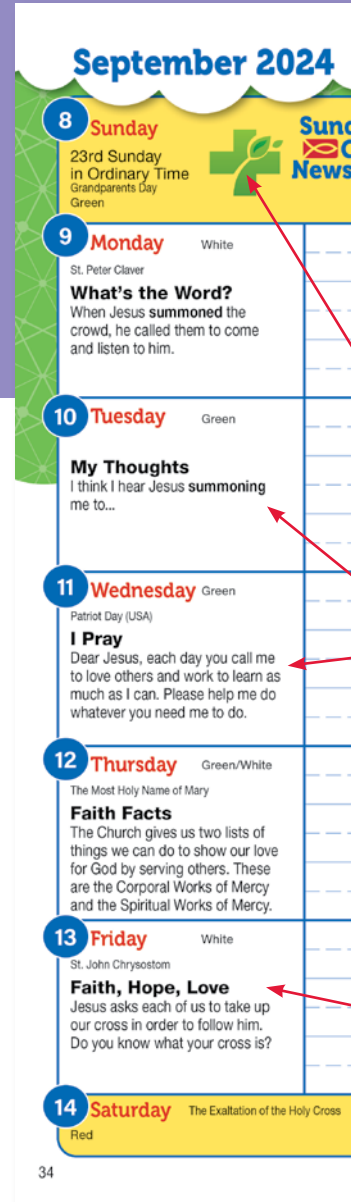 September 2024
8 Sunday
23rd Sunday
in Ordinary Time
Grandparents Day
Green
9 Monday White
St. Peter Claver
What's the Word?
When Jesus summoned the
crowd, he called them to come
and listen to him.
10 Tuesday Green
My Thoughts
I think I hear Jesus summoning
me to...
11 Wednesday Green
Patriot Day (USA)
I Pray
Dear Jesus, each day you call me
to love others and work to learn as
much as I can. Please help me do
whatever you need me to do.
12 Thursday Green/White
The Most Holy Name of Mary
Faith Facts
The Church gives us two lists of
things we can do to show our love
for God by serving others. These
are the Corporal Works of Mercy
and the Spiritual Works of Mercy.
13 Friday White
St. John Chrysostom
Faith, Hope, Love
Jesus asks each of us to take up
our cross in order to follow him.
Do you know what your cross is?
14 Saturday The Exaltation of the Holy Cross
Red
34